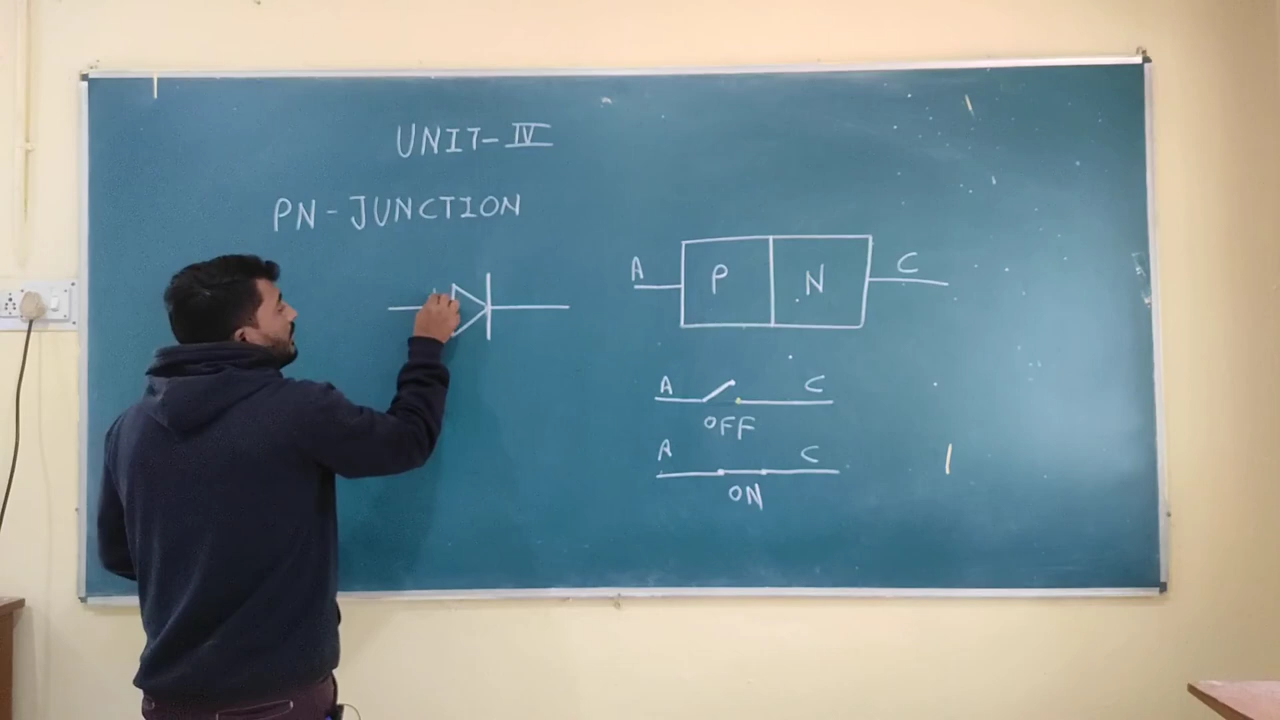 UNIT-IV
PN-JUNCTION
A P N C
A C
OFF
A C
ON